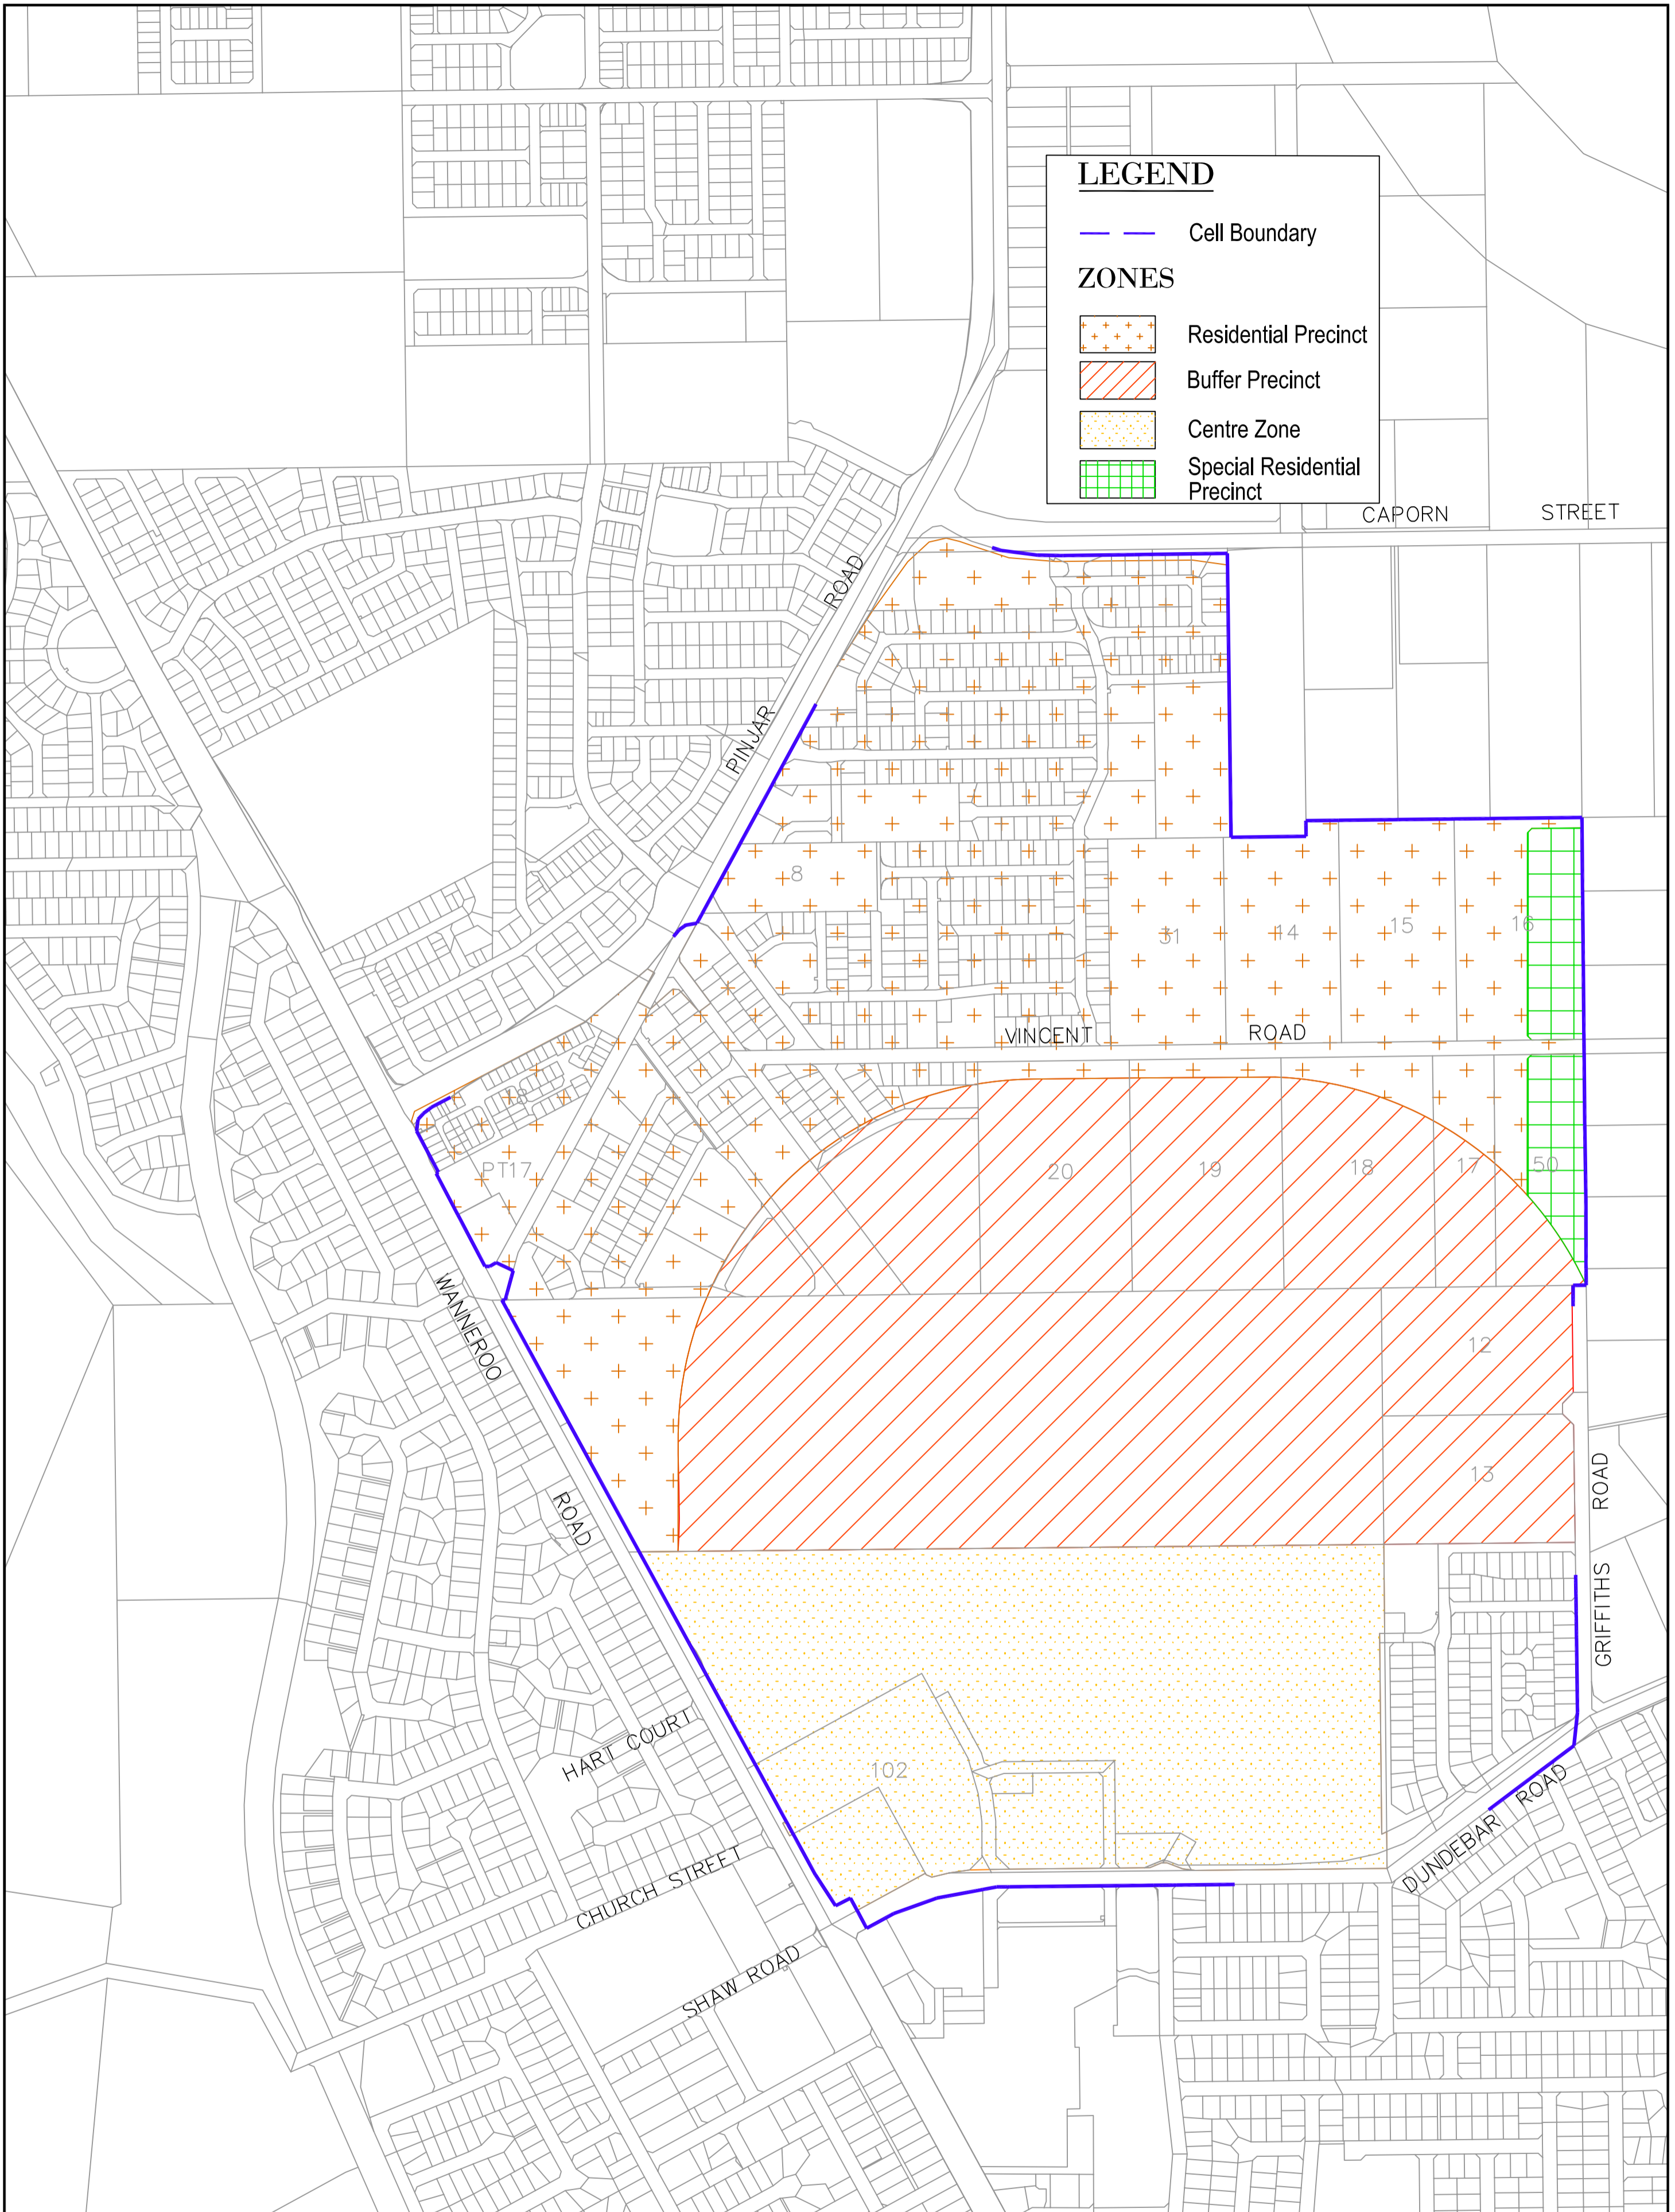 LEGEND
Cell Boundary
ZONES
Residential Precinct
Buffer Precinct
Centre Zone
Special Residential
Precinct
CAPORN STREET
PINJAR ROAD
8
31
14
15
16
VINCENT ROAD
18
PT17
20
19
18
17
50
WANNEROO ROAD
12
13
GRIFFITHS ROAD
HART COURT
102
DUNDEBAR ROAD
CHURCH STREET
SHAW ROAD